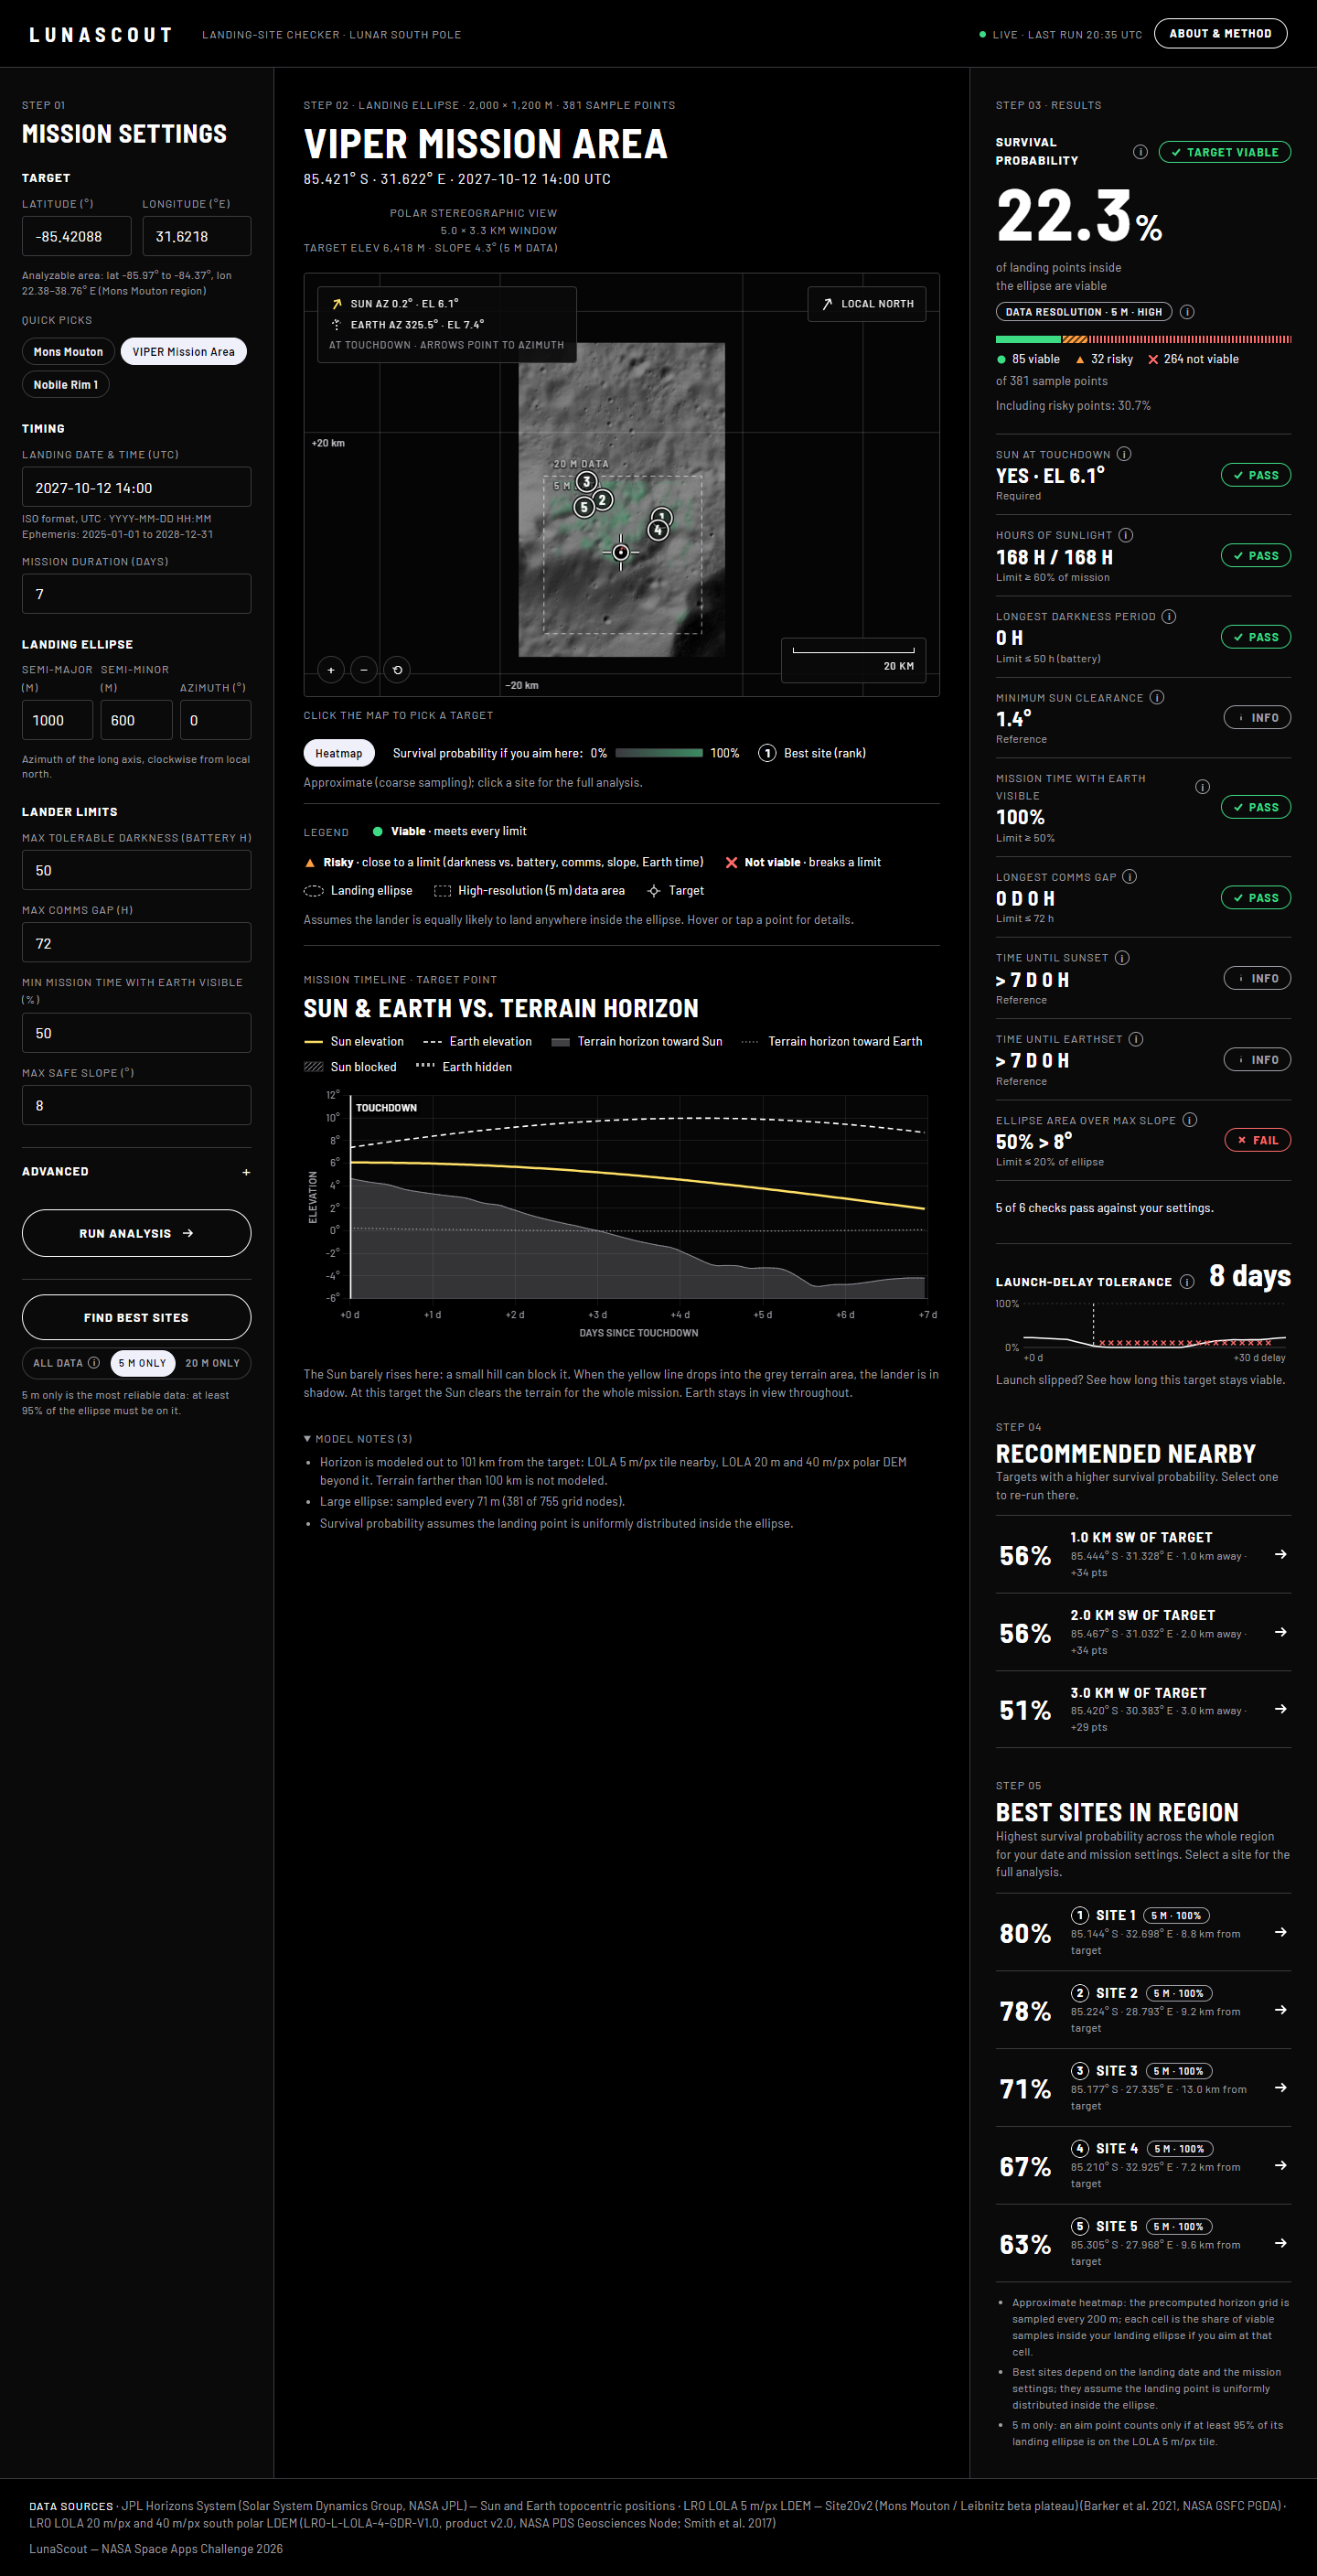 LUNASCOUT
LANDING-SITE CHECKER · LUNAR SOUTH POLE
LIVE · LAST RUN 20:35 UTC
ABOUT & METHOD
STEP 01
MISSION SETTINGS
TARGET
LATITUDE (°) LONGITUDE (°E)
-85.42088 31.6218
Analyzable area: lat -85.97° to -84.37°, lon
22.38–38.76° E (Mons Mouton region)
QUICK PICKS
Mons Mouton VIPER Mission Area
Nobile Rim 1
TIMING
LANDING DATE & TIME (UTC)
2027-10-12 14:00
ISO format, UTC · YYYY-MM-DD HH:MM
Ephemeris: 2025-01-01 to 2028-12-31
MISSION DURATION (DAYS)
7
LANDING ELLIPSE
SEMI-MAJOR SEMI-MINOR
(M) (M) AZIMUTH (°)
1000 600 0
Azimuth of the long axis, clockwise from local
north.
LANDER LIMITS
MAX TOLERABLE DARKNESS (BATTERY H)
50
MAX COMMS GAP (H)
72
MIN MISSION TIME WITH EARTH VISIBLE
(%)
50
MAX SAFE SLOPE (°)
8
ADVANCED +
RUN ANALYSIS →
FIND BEST SITES
ALL DATA i 5 M ONLY 20 M ONLY
5 m only is the most reliable data: at least
95% of the ellipse must be on it.
STEP 02 · LANDING ELLIPSE · 2,000 × 1,200 M · 381 SAMPLE POINTS
VIPER MISSION AREA
85.421° S · 31.622° E · 2027-10-12 14:00 UTC
POLAR STEREOGRAPHIC VIEW
5.0 × 3.3 KM WINDOW
TARGET ELEV 6,418 M · SLOPE 4.3° (5 M DATA)
SUN AZ 0.2° · EL 6.1°
EARTH AZ 325.5° · EL 7.4°
AT TOUCHDOWN · ARROWS POINT TO AZIMUTH
LOCAL NORTH
+20 km
20 M DATA
5 M
3
2
5
1
4
+ − ⟲
−20 km
20 KM
CLICK THE MAP TO PICK A TARGET
Heatmap Survival probability if you aim here: 0% 100% 1 Best site (rank)
Approximate (coarse sampling); click a site for the full analysis.
LEGEND Viable · meets every limit
Risky · close to a limit (darkness vs. battery, comms, slope, Earth time) Not viable · breaks a limit
Landing ellipse High-resolution (5 m) data area Target
Assumes the lander is equally likely to land anywhere inside the ellipse. Hover or tap a point for details.
MISSION TIMELINE · TARGET POINT
SUN & EARTH VS. TERRAIN HORIZON
Sun elevation Earth elevation Terrain horizon toward Sun Terrain horizon toward Earth
Sun blocked Earth hidden
12°
10°
8°
6°
4°
2°
0°
-2°
-4°
-6°
ELEVATION
TOUCHDOWN
+0 d +1 d +2 d +3 d +4 d +5 d +6 d +7 d
DAYS SINCE TOUCHDOWN
The Sun barely rises here: a small hill can block it. When the yellow line drops into the grey terrain area, the lander is in
shadow. At this target the Sun clears the terrain for the whole mission. Earth stays in view throughout.
▼ MODEL NOTES (3)
• Horizon is modeled out to 101 km from the target: LOLA 5 m/px tile nearby, LOLA 20 m and 40 m/px polar DEM
beyond it. Terrain farther than 100 km is not modeled.
• Large ellipse: sampled every 71 m (381 of 755 grid nodes).
• Survival probability assumes the landing point is uniformly distributed inside the ellipse.
STEP 03 · RESULTS
SURVIVAL
PROBABILITY i ✓ TARGET VIABLE
22.3%
of landing points inside
the ellipse are viable
DATA RESOLUTION · 5 M · HIGH i
85 viable 32 risky 264 not viable
of 381 sample points
Including risky points: 30.7%
SUN AT TOUCHDOWN i
YES · EL 6.1° ✓ PASS
Required
HOURS OF SUNLIGHT i
168 H / 168 H ✓ PASS
Limit ≥ 60% of mission
LONGEST DARKNESS PERIOD i
0 H ✓ PASS
Limit ≤ 50 h (battery)
MINIMUM SUN CLEARANCE i
1.4° i INFO
Reference
MISSION TIME WITH EARTH
VISIBLE i
100% ✓ PASS
Limit ≥ 50%
LONGEST COMMS GAP i
0 D 0 H ✓ PASS
Limit ≤ 72 h
TIME UNTIL SUNSET i
> 7 D 0 H i INFO
Reference
TIME UNTIL EARTHSET i
> 7 D 0 H i INFO
Reference
ELLIPSE AREA OVER MAX SLOPE i
50% > 8° × FAIL
Limit ≤ 20% of ellipse
5 of 6 checks pass against your settings.
LAUNCH-DELAY TOLERANCE i 8 days
100%
0%
+0 d +30 d delay
Launch slipped? See how long this target stays viable.
STEP 04
RECOMMENDED NEARBY
Targets with a higher survival probability. Select one
to re-run there.
56% 1.0 KM SW OF TARGET
85.444° S · 31.328° E · 1.0 km away ·
+34 pts
→
56% 2.0 KM SW OF TARGET
85.467° S · 31.032° E · 2.0 km away ·
+34 pts
→
51% 3.0 KM W OF TARGET
85.420° S · 30.383° E · 3.0 km away ·
+29 pts
→
STEP 05
BEST SITES IN REGION
Highest survival probability across the whole region
for your date and mission settings. Select a site for the
full analysis.
80% 1 SITE 1 5 M · 100%
85.144° S · 32.698° E · 8.8 km from
target
→
78% 2 SITE 2 5 M · 100%
85.224° S · 28.793° E · 9.2 km from
target
→
71% 3 SITE 3 5 M · 100%
85.177° S · 27.335° E · 13.0 km from
target
→
67% 4 SITE 4 5 M · 100%
85.210° S · 32.925° E · 7.2 km from
target
→
63% 5 SITE 5 5 M · 100%
85.305° S · 27.968° E · 9.6 km from
target
→
• Approximate heatmap: the precomputed horizon grid is
sampled every 200 m; each cell is the share of viable
samples inside your landing ellipse if you aim at that
cell.
• Best sites depend on the landing date and the mission
settings; they assume the landing point is uniformly
distributed inside the ellipse.
• 5 m only: an aim point counts only if at least 95% of its
landing ellipse is on the LOLA 5 m/px tile.
DATA SOURCES · JPL Horizons System (Solar System Dynamics Group, NASA JPL) — Sun and Earth topocentric positions · LRO LOLA 5 m/px LDEM — Site20v2 (Mons Mouton / Leibnitz beta plateau) (Barker et al. 2021, NASA GSFC PGDA) ·
LRO LOLA 20 m/px and 40 m/px south polar LDEM (LRO-L-LOLA-4-GDR-V1.0, product v2.0, NASA PDS Geosciences Node; Smith et al. 2017)
LunaScout — NASA Space Apps Challenge 2026